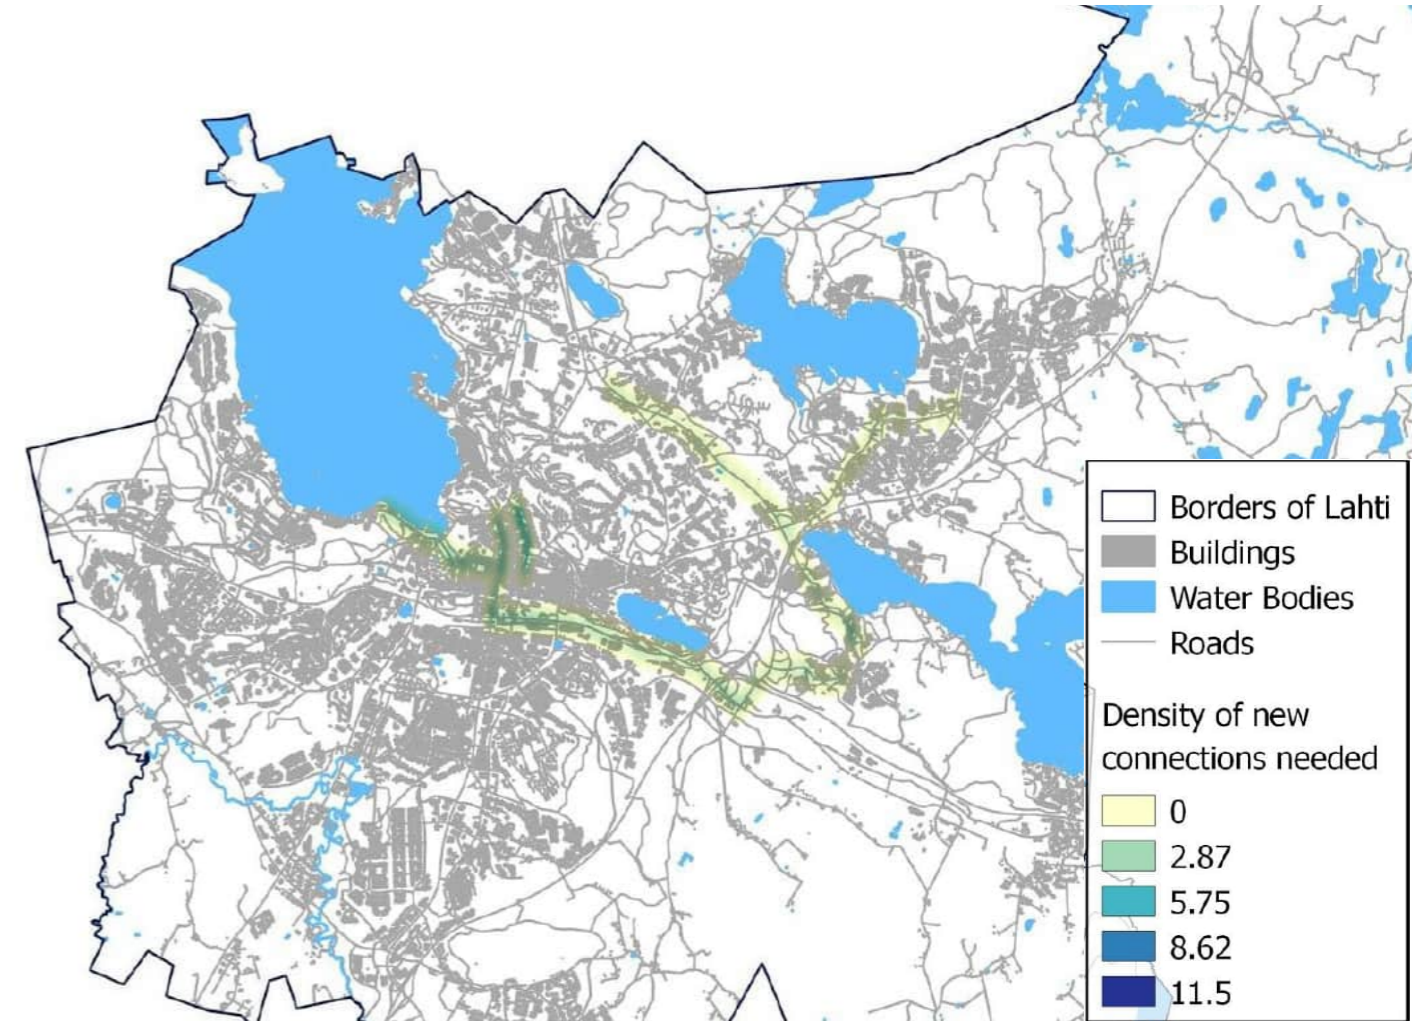 Borders of Lahti
Buildings
Water Bodies
Roads
Density of new
connections needed
0
2.87
5.75
8.62
11.5